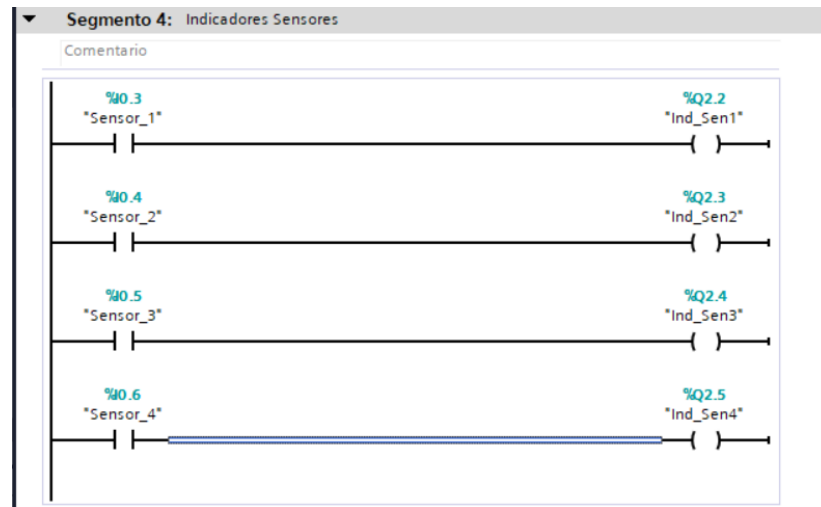 Segmento 4: Indicadores Sensores
Comentario
%I0.3 %Q2.2
"Sensor_1" "Ind_Sen1"
%I0.4 %Q2.3
"Sensor_2" "Ind_Sen2"
%I0.5 %Q2.4
"Sensor_3" "Ind_Sen3"
%I0.6 %Q2.5
"Sensor_4" "Ind_Sen4"